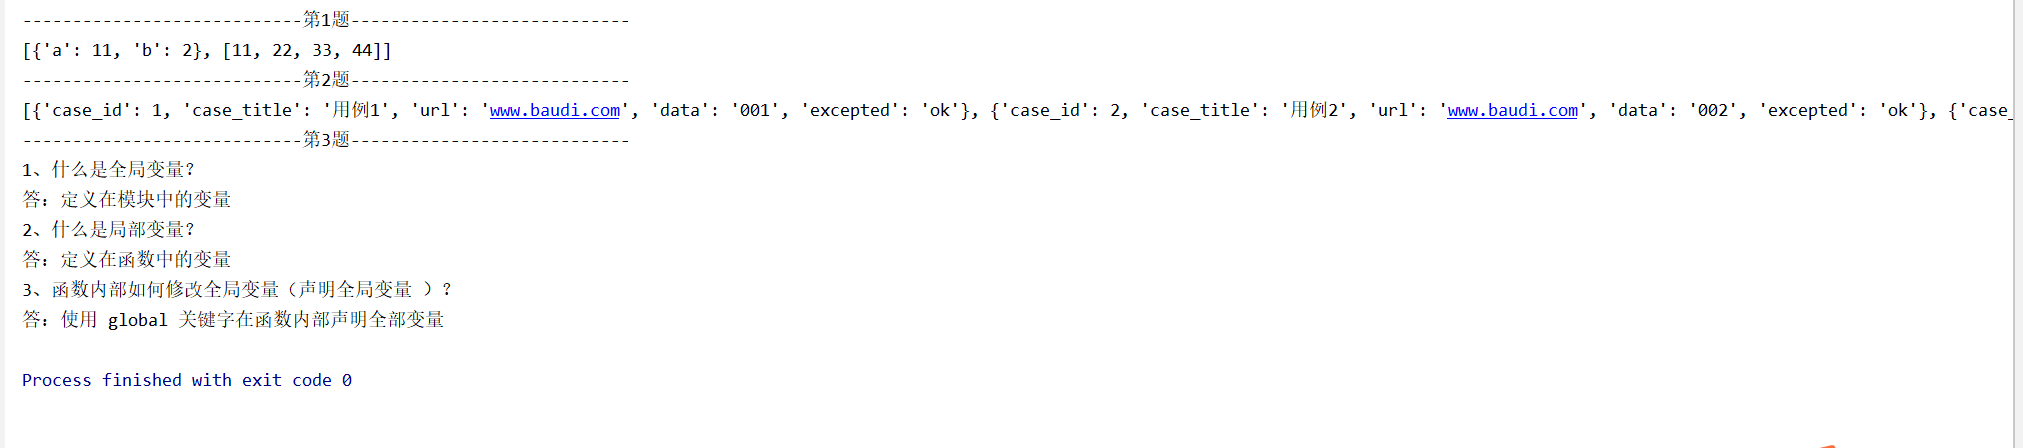 ----------------------------第1题----------------------------
[{'a': 11, 'b': 2}, [11, 22, 33, 44]]
----------------------------第2题----------------------------
[{'case_id': 1, 'case_title': '用例1', 'url': 'www.baudi.com', 'data': '001', 'excepted': 'ok'}, {'case_id': 2, 'case_title': '用例2', 'url': 'www.baudi.com', 'data': '002', 'excepted': 'ok'}, {'case_
----------------------------第3题----------------------------
1、什么是全局变量？
答：定义在模块中的变量
2、什么是局部变量？
答：定义在函数中的变量
3、函数内部如何修改全局变量（声明全局变量 ）？
答：使用 global 关键字在函数内部声明全部变量
Process finished with exit code 0